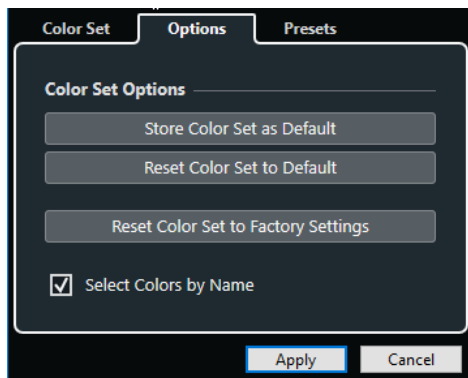 Color Set Options Presets
Color Set Options
Store Color Set as Default
Reset Color Set to Default
Reset Color Set to Factory Settings
Select Colors by Name
Apply Cancel